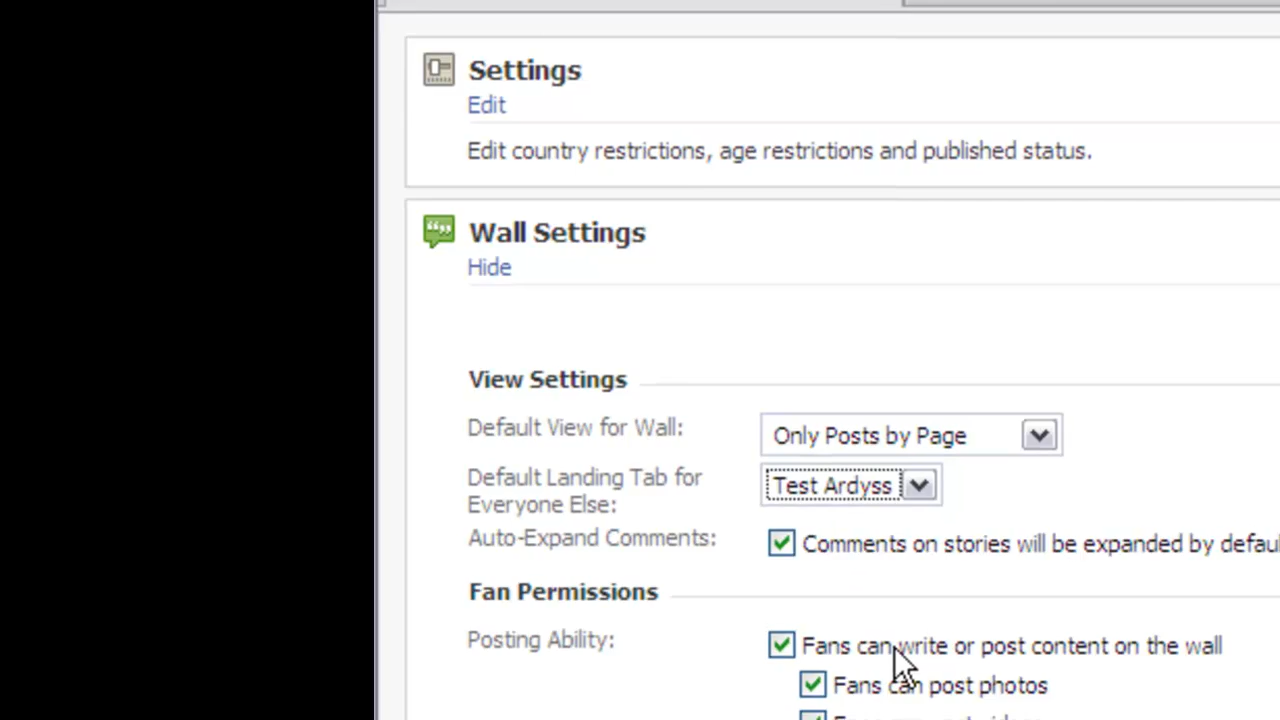 Settings
Edit
Edit country restrictions, age restrictions and published status.
Wall Settings
Hide
View Settings
Default View for Wall:
Only Posts by Page
Default Landing Tab for
Everyone Else:
Test Ardyss
Auto-Expand Comments:
Comments on stories will be expanded by
Fan Permissions
Posting Ability:
Fans can write or post content on the wall
Fans can post photos